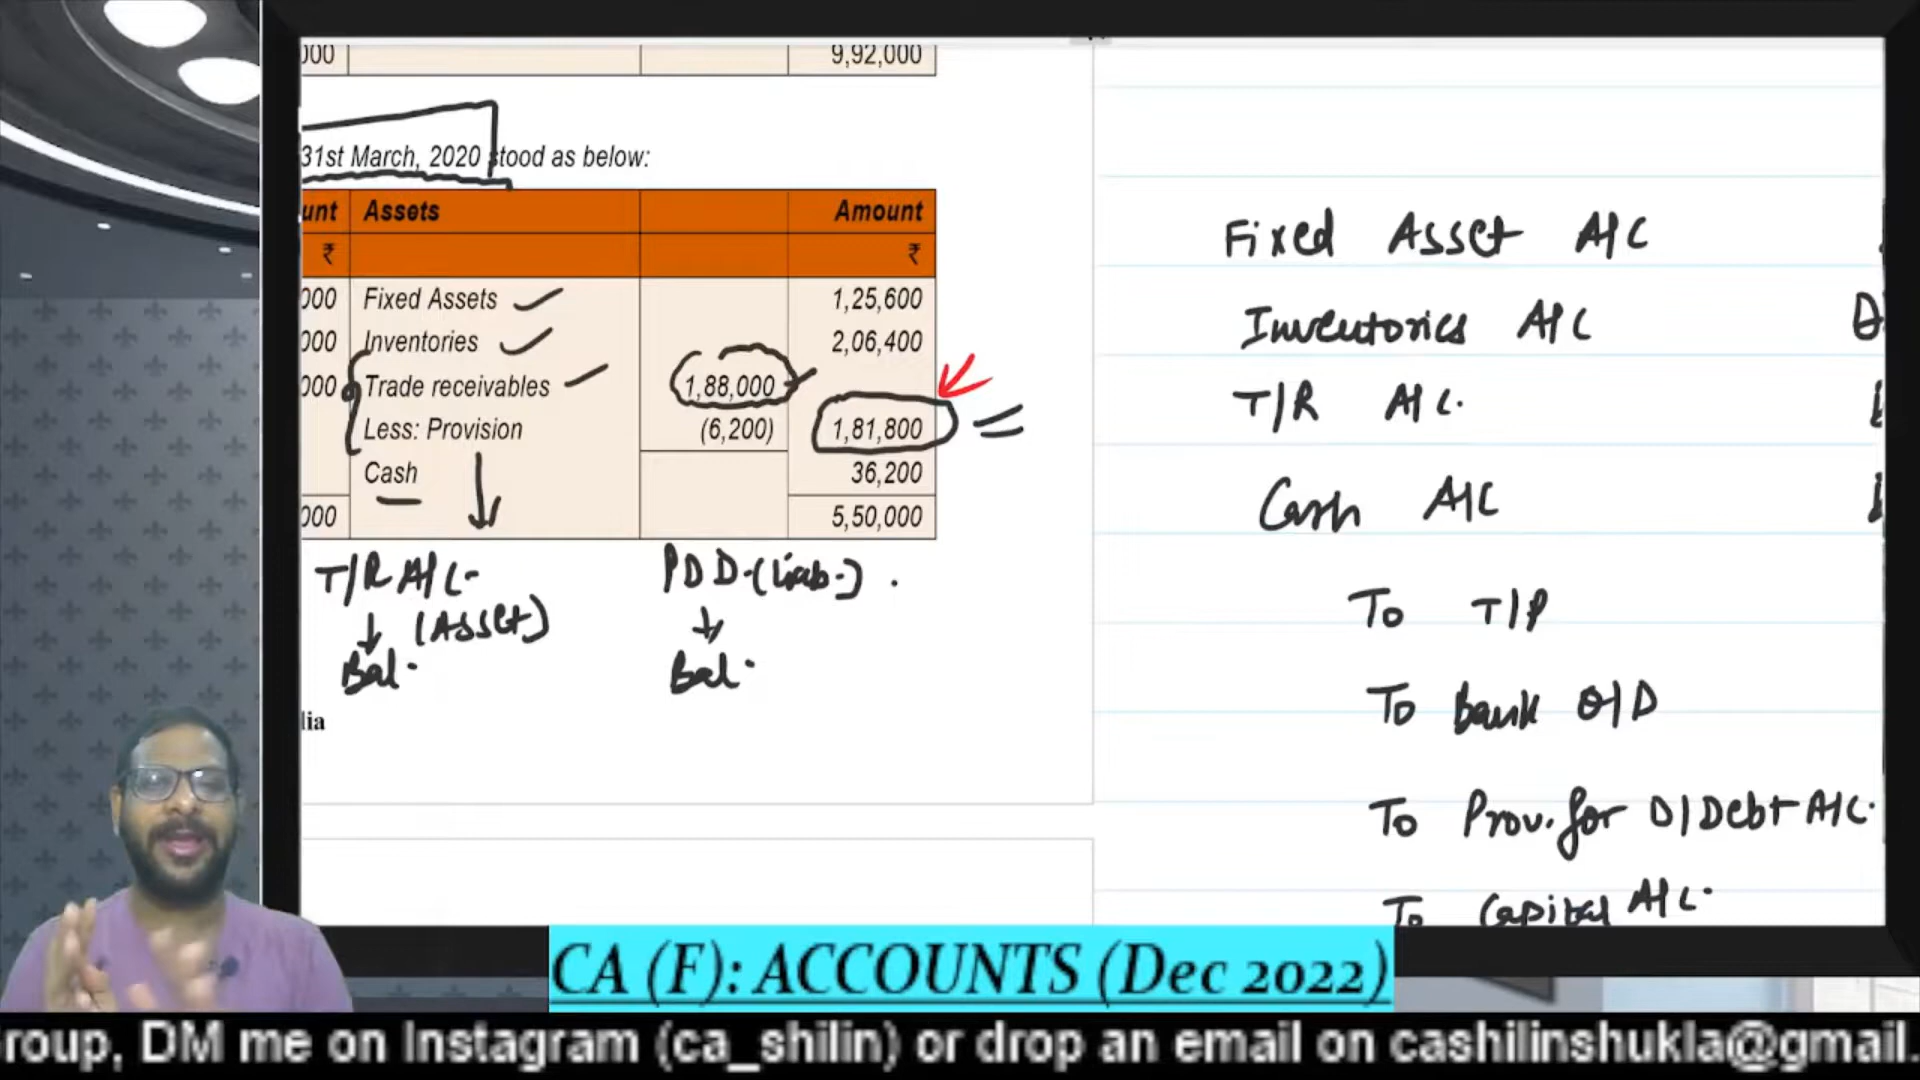 000 9,92,000
31st March, 2020 stood as below:
unt Assets Amount
₹ ₹
000 Fixed Assets 1,25,600
000 Inventories 2,06,400
000 Trade receivables 1,88,000
Less: Provision (6,200) 1,81,800
Cash 36,200
000 5,50,000
T/R A/C (Asset)
Bal.
PDD (Liab.)
Bal.
lia
Fixed Asset A/C
Inventories A/C
T/R A/C.
Cash A/C
To T/P
To Bank O/D
To Prov. for D/Debt A/C.
To Capital A/C.
CA (F): ACCOUNTS (Dec 2022)
roup, DM me on Instagram (ca_shilin) or drop an email on cashilinshukla@gmail.